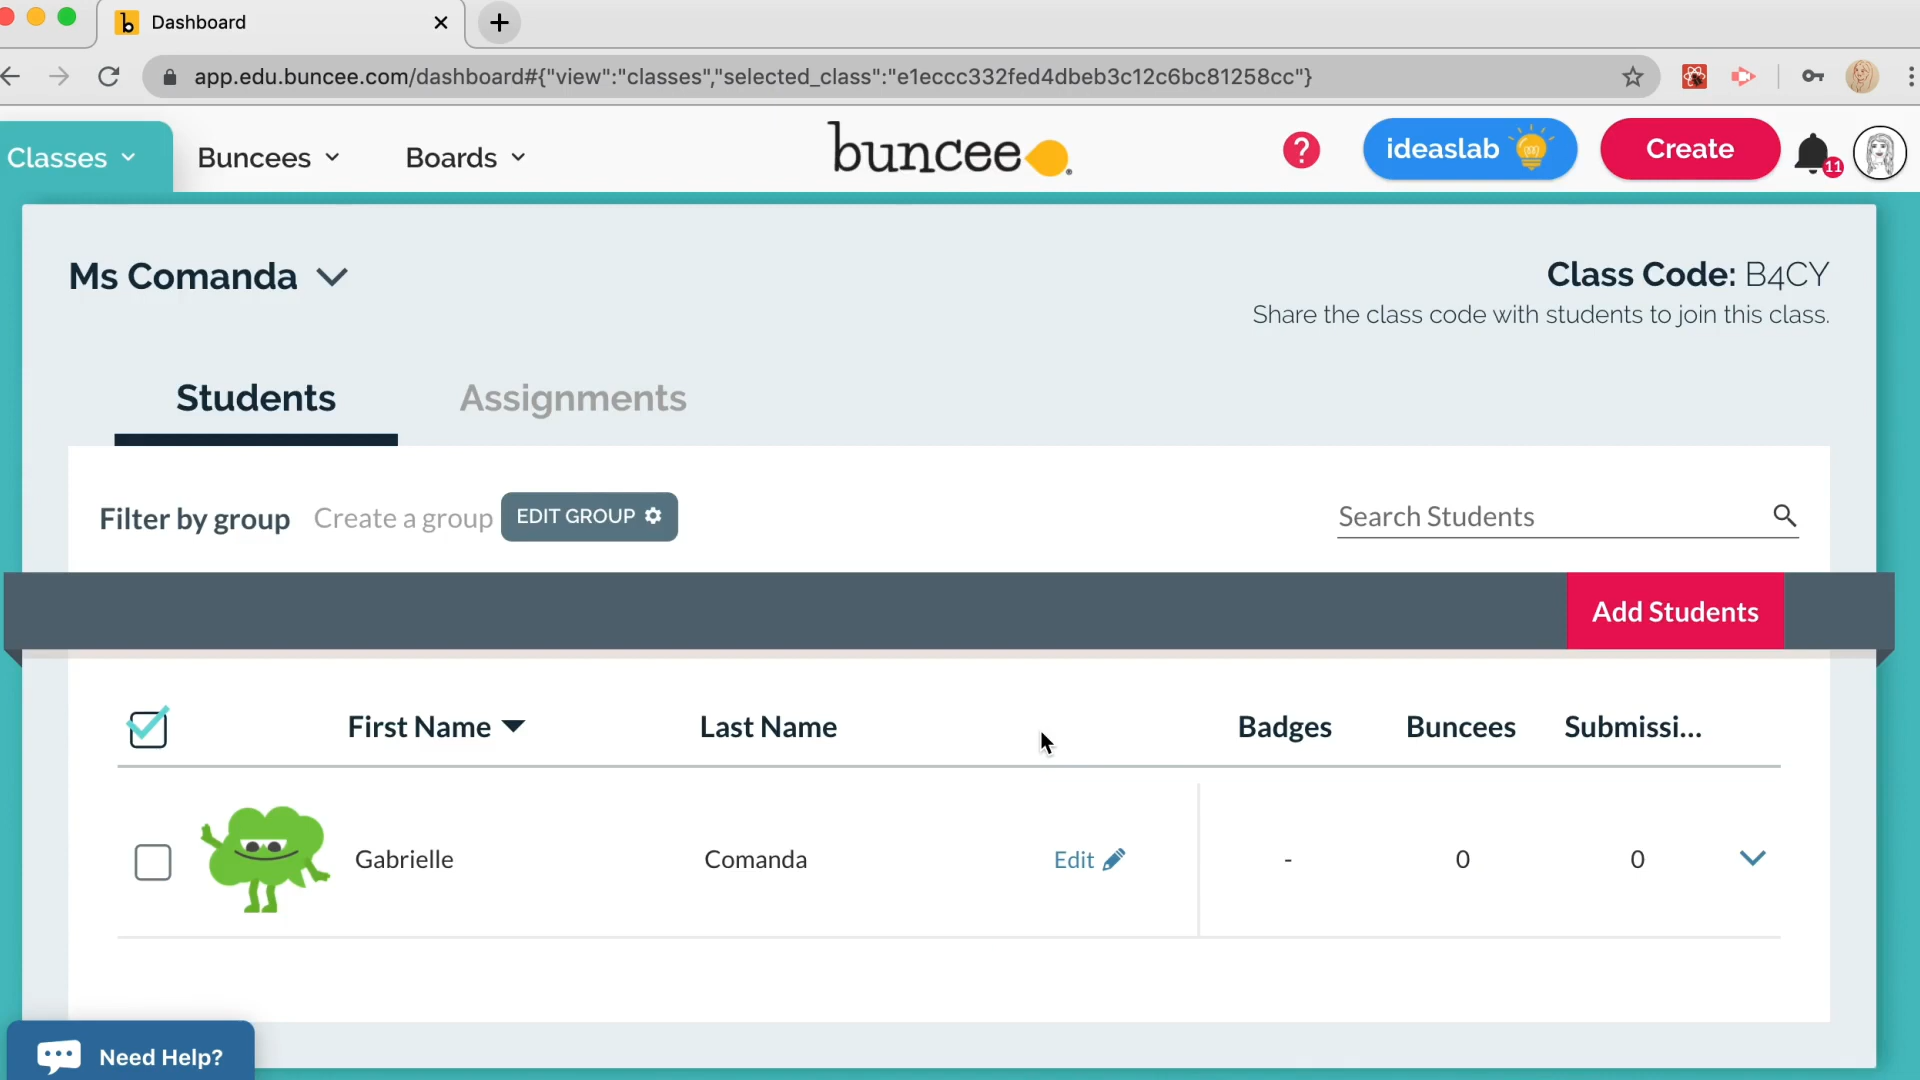 Dashboard
app.edu.buncee.com/dashboard#{"view":"classes","selected_class":"e1eccc332fed4dbeb3c12c6bc81258cc"}
Classes Buncees Boards buncee ? ideaslab Create 11
Ms Comanda
Class Code: B4CY
Share the class code with students to join this class.
Students Assignments
Filter by group Create a group EDIT GROUP Search Students
Add Students
First Name Last Name Badges Buncees Submissi...
Gabrielle Comanda Edit - 0 0
Need Help?